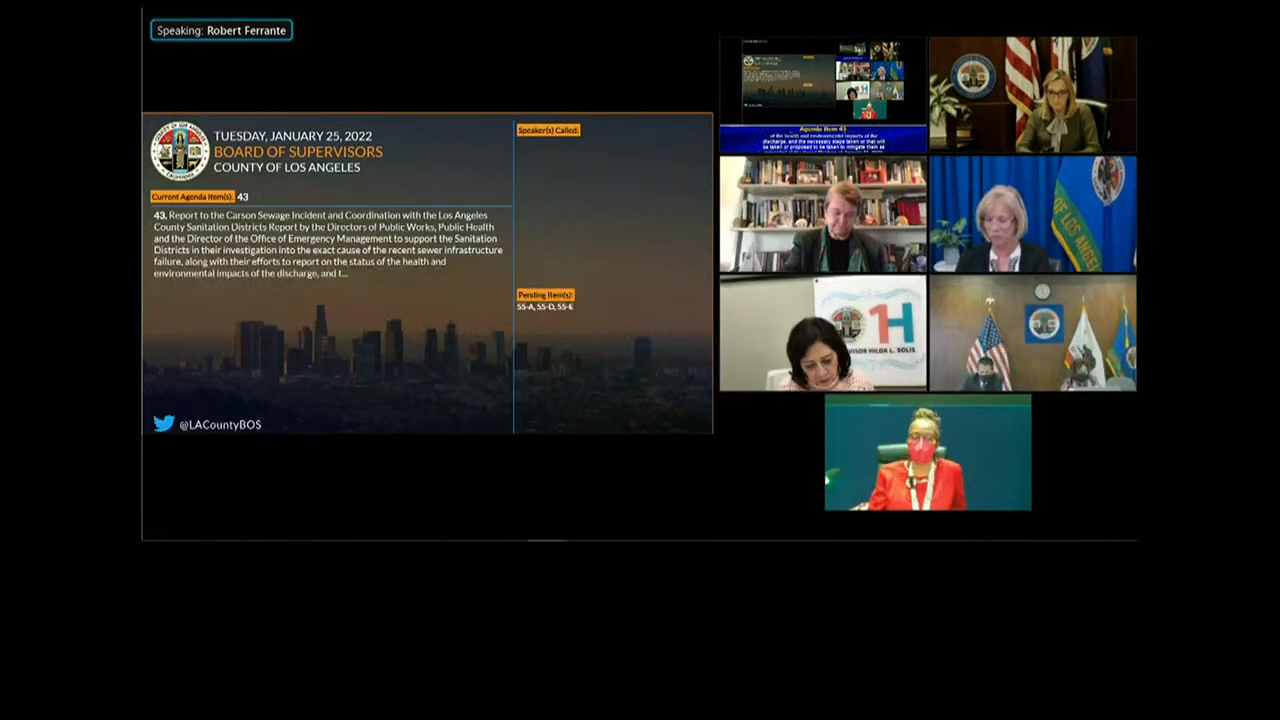 Speaking: Robert Ferrante
TUESDAY, JANUARY 25, 2022
BOARD OF SUPERVISORS
COUNTY OF LOS ANGELES
Current Agenda Item(s): 43
43. Report to the Carson Sewage Incident and Coordination with the Los Angeles
County Sanitation Districts Report by the Directors of Public Works, Public Health
and the Director of the Office of Emergency Management to support the Sanitation
Districts in their investigation into the exact cause of the recent sewer infrastructure
failure, along with their efforts to report on the status of the health and
environmental impacts of the discharge, and t...
@LACountyBOS
Speaker(s) Called:
Pending Item(s):
55-A, 55-D, 55-E
Agenda Item 43
of the health and environmental impacts of the
discharge, and the necessary steps taken or that will
be taken or proposed to be taken to mitigate them as
OF LOS ANGELE
1H
VISOR HILDA L. SOLIS